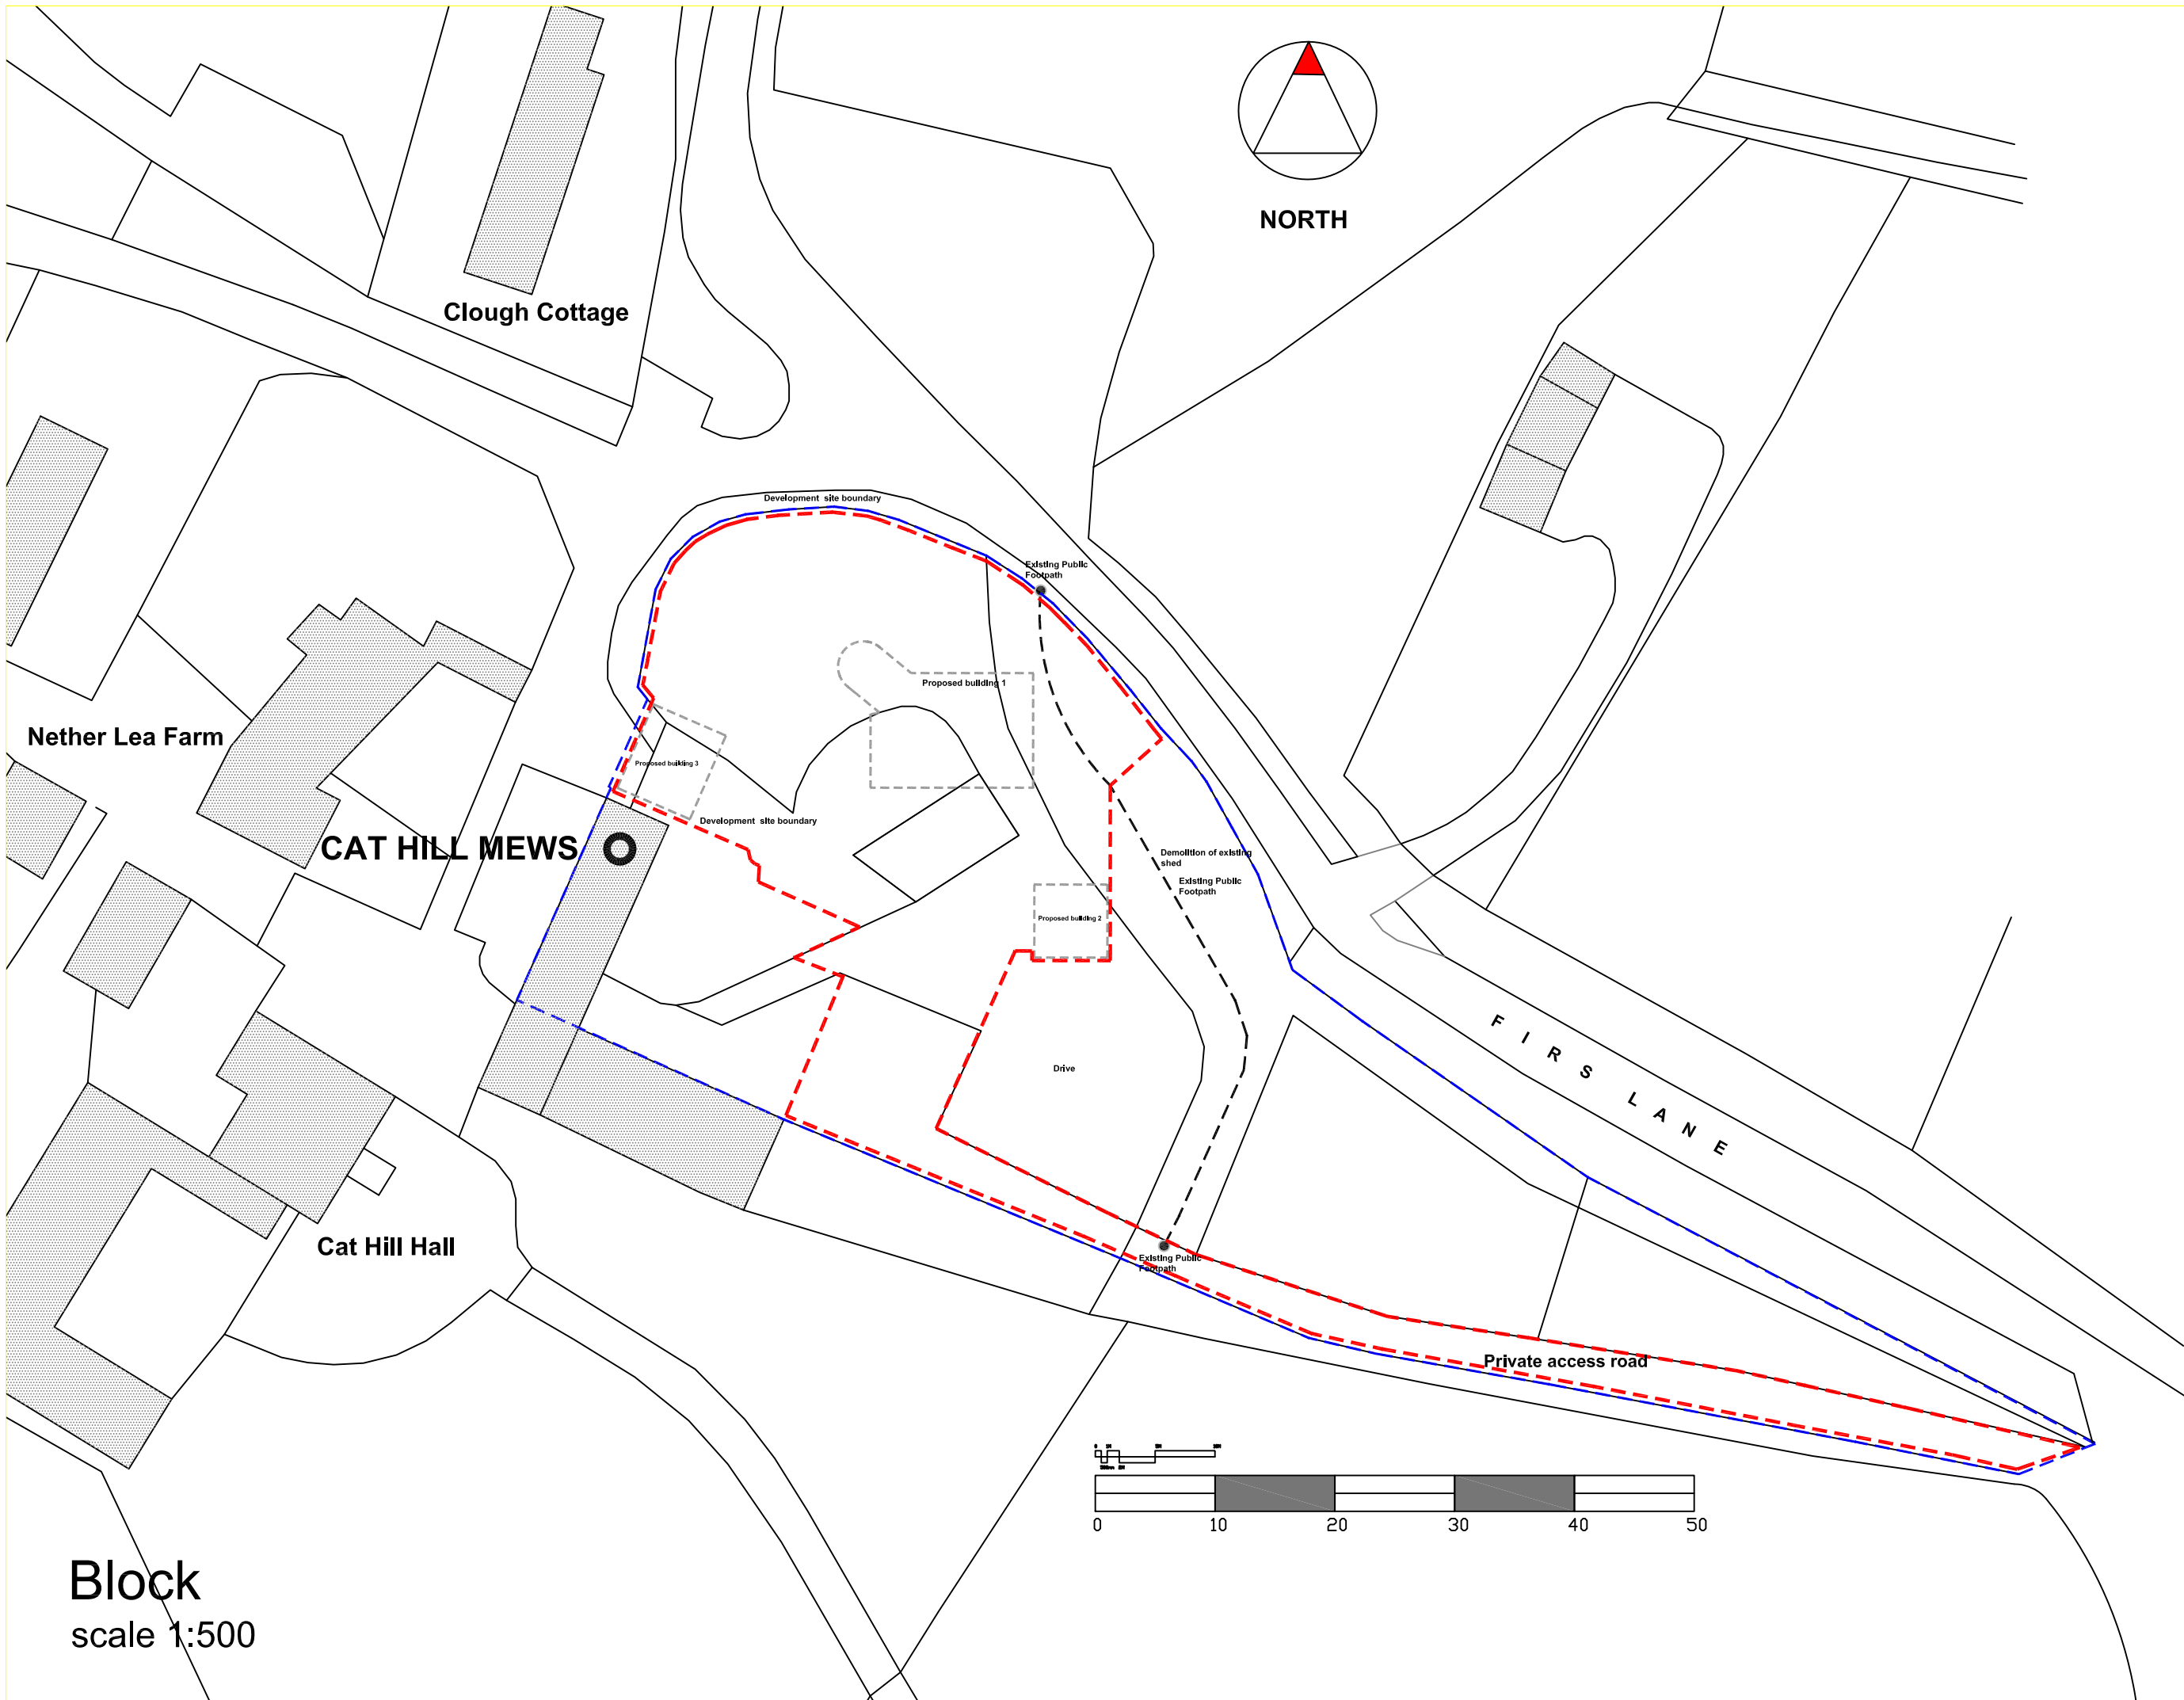 NORTH
Clough Cottage
Development site boundary
Existing Public
Footpath
Proposed building 1
Nether Lea Farm
Proposed building 3
Development site boundary
CAT HILL MEWS
Demolition of existing
shed
Existing Public
Footpath
Proposed building 2
FIRS LANE
Drive
Cat Hill Hall
Existing Public
Footpath
Private access road
0 10 20 30 40 50
Block
scale 1:500